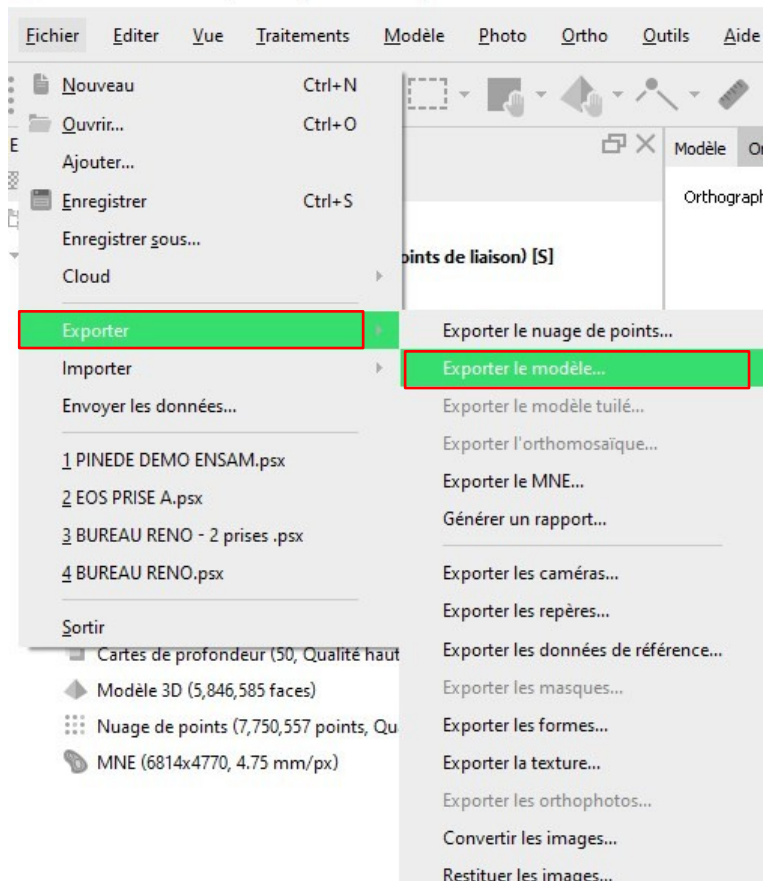 Fichier Editer Vue Traitements Modèle Photo Ortho Outils Aide
Nouveau Ctrl+N
Ouvrir... Ctrl+O
Ajouter...
Enregistrer Ctrl+S
Enregistrer sous...
Cloud
Exporter
Importer
Envoyer les données...
1 PINEDE DEMO ENSAM.psx
2 EOS PRISE A.psx
3 BUREAU RENO - 2 prises .psx
4 BUREAU RENO.psx
Sortir
Modèle
points de liaison) [S]
Exporter le nuage de points...
Exporter le modèle...
Exporter le modèle tuilé...
Exporter l'orthomosaïque...
Exporter le MNE...
Générer un rapport...
Exporter les caméras...
Exporter les repères...
Exporter les données de référence...
Exporter les masques...
Exporter les formes...
Exporter la texture...
Exporter les orthophotos...
Convertir les images...
Restituer les images...
Cartes de profondeur (50, Qualité haut
Modèle 3D (5,846,585 faces)
Nuage de points (7,750,557 points, Qu
MNE (6814x4770, 4.75 mm/px)